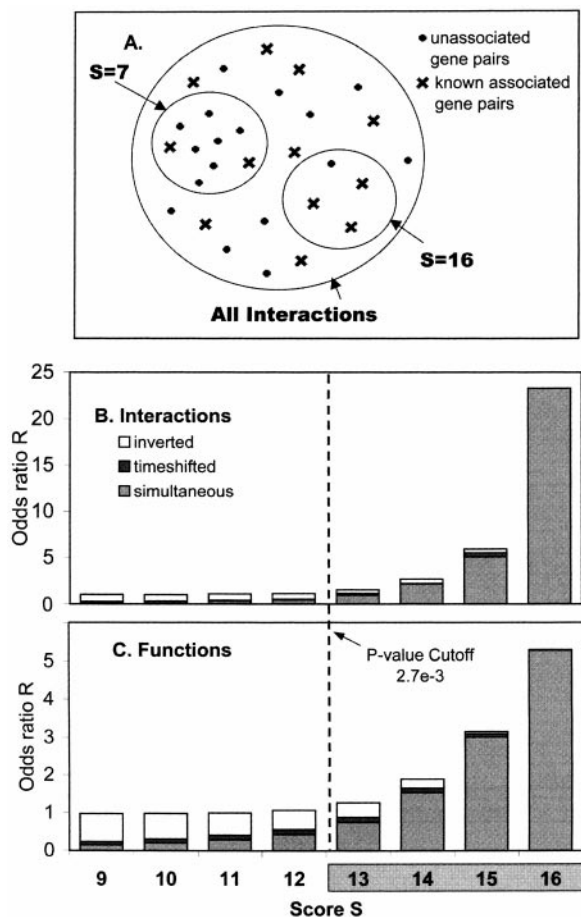 A.
unassociated
gene pairs
known associated
gene pairs
S=7
S=16
All Interactions
B. Interactions
inverted
timeshifted
simultaneous
Odds ratio R
25
20
15
10
5
0
C. Functions
P-value Cutoff
2.7e-3
Odds ratio R
5
4
3
2
1
0
9 10 11 12 13 14 15 16
Score S